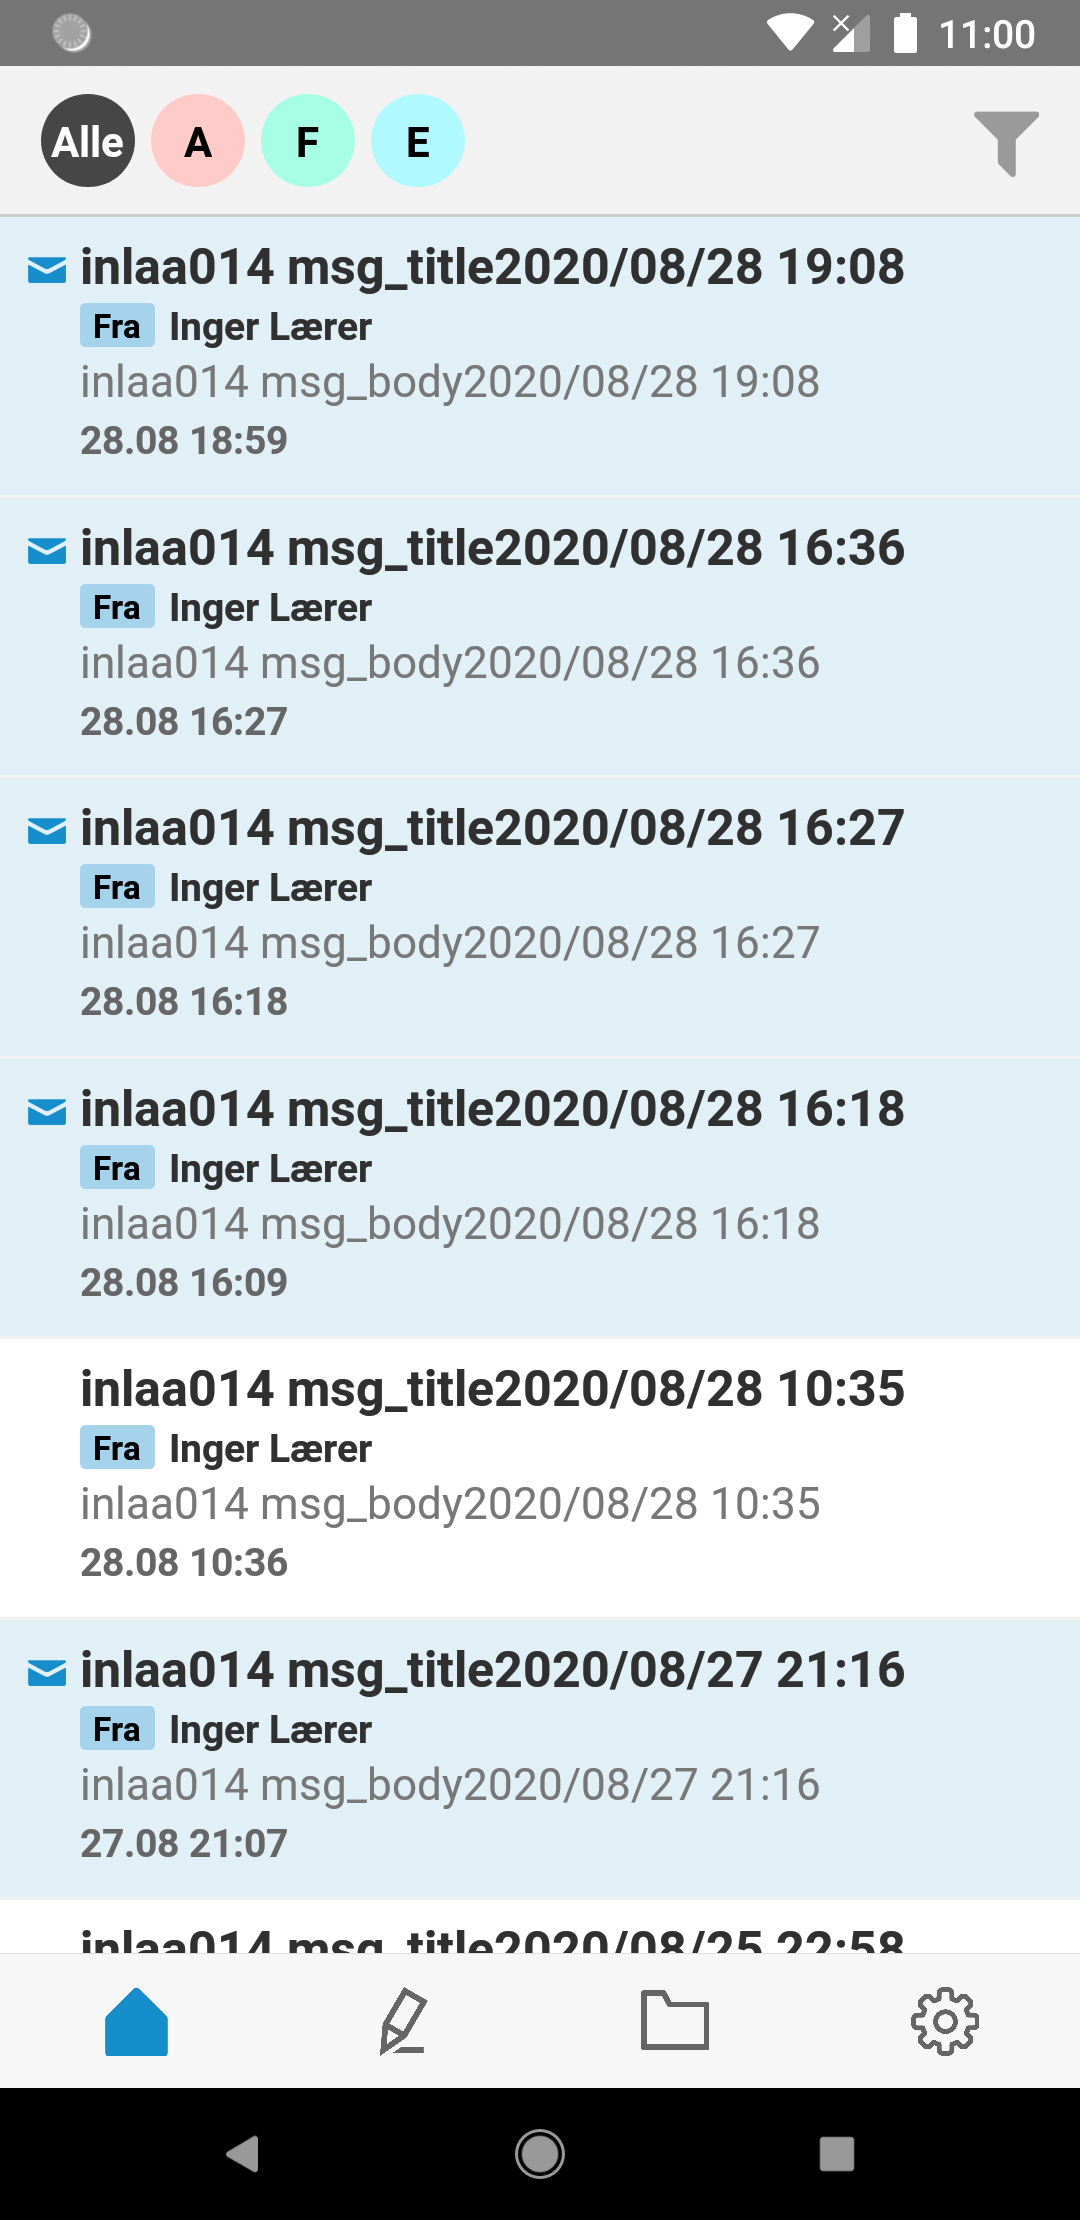 11:00
Alle A F E
inlaa014 msg_title2020/08/28 19:08
Fra Inger Lærer
inlaa014 msg_body2020/08/28 19:08
28.08 18:59
inlaa014 msg_title2020/08/28 16:36
Fra Inger Lærer
inlaa014 msg_body2020/08/28 16:36
28.08 16:27
inlaa014 msg_title2020/08/28 16:27
Fra Inger Lærer
inlaa014 msg_body2020/08/28 16:27
28.08 16:18
inlaa014 msg_title2020/08/28 16:18
Fra Inger Lærer
inlaa014 msg_body2020/08/28 16:18
28.08 16:09
inlaa014 msg_title2020/08/28 10:35
Fra Inger Lærer
inlaa014 msg_body2020/08/28 10:35
28.08 10:36
inlaa014 msg_title2020/08/27 21:16
Fra Inger Lærer
inlaa014 msg_body2020/08/27 21:16
27.08 21:07
inlaa014 msg_title2020/08/25 22:58